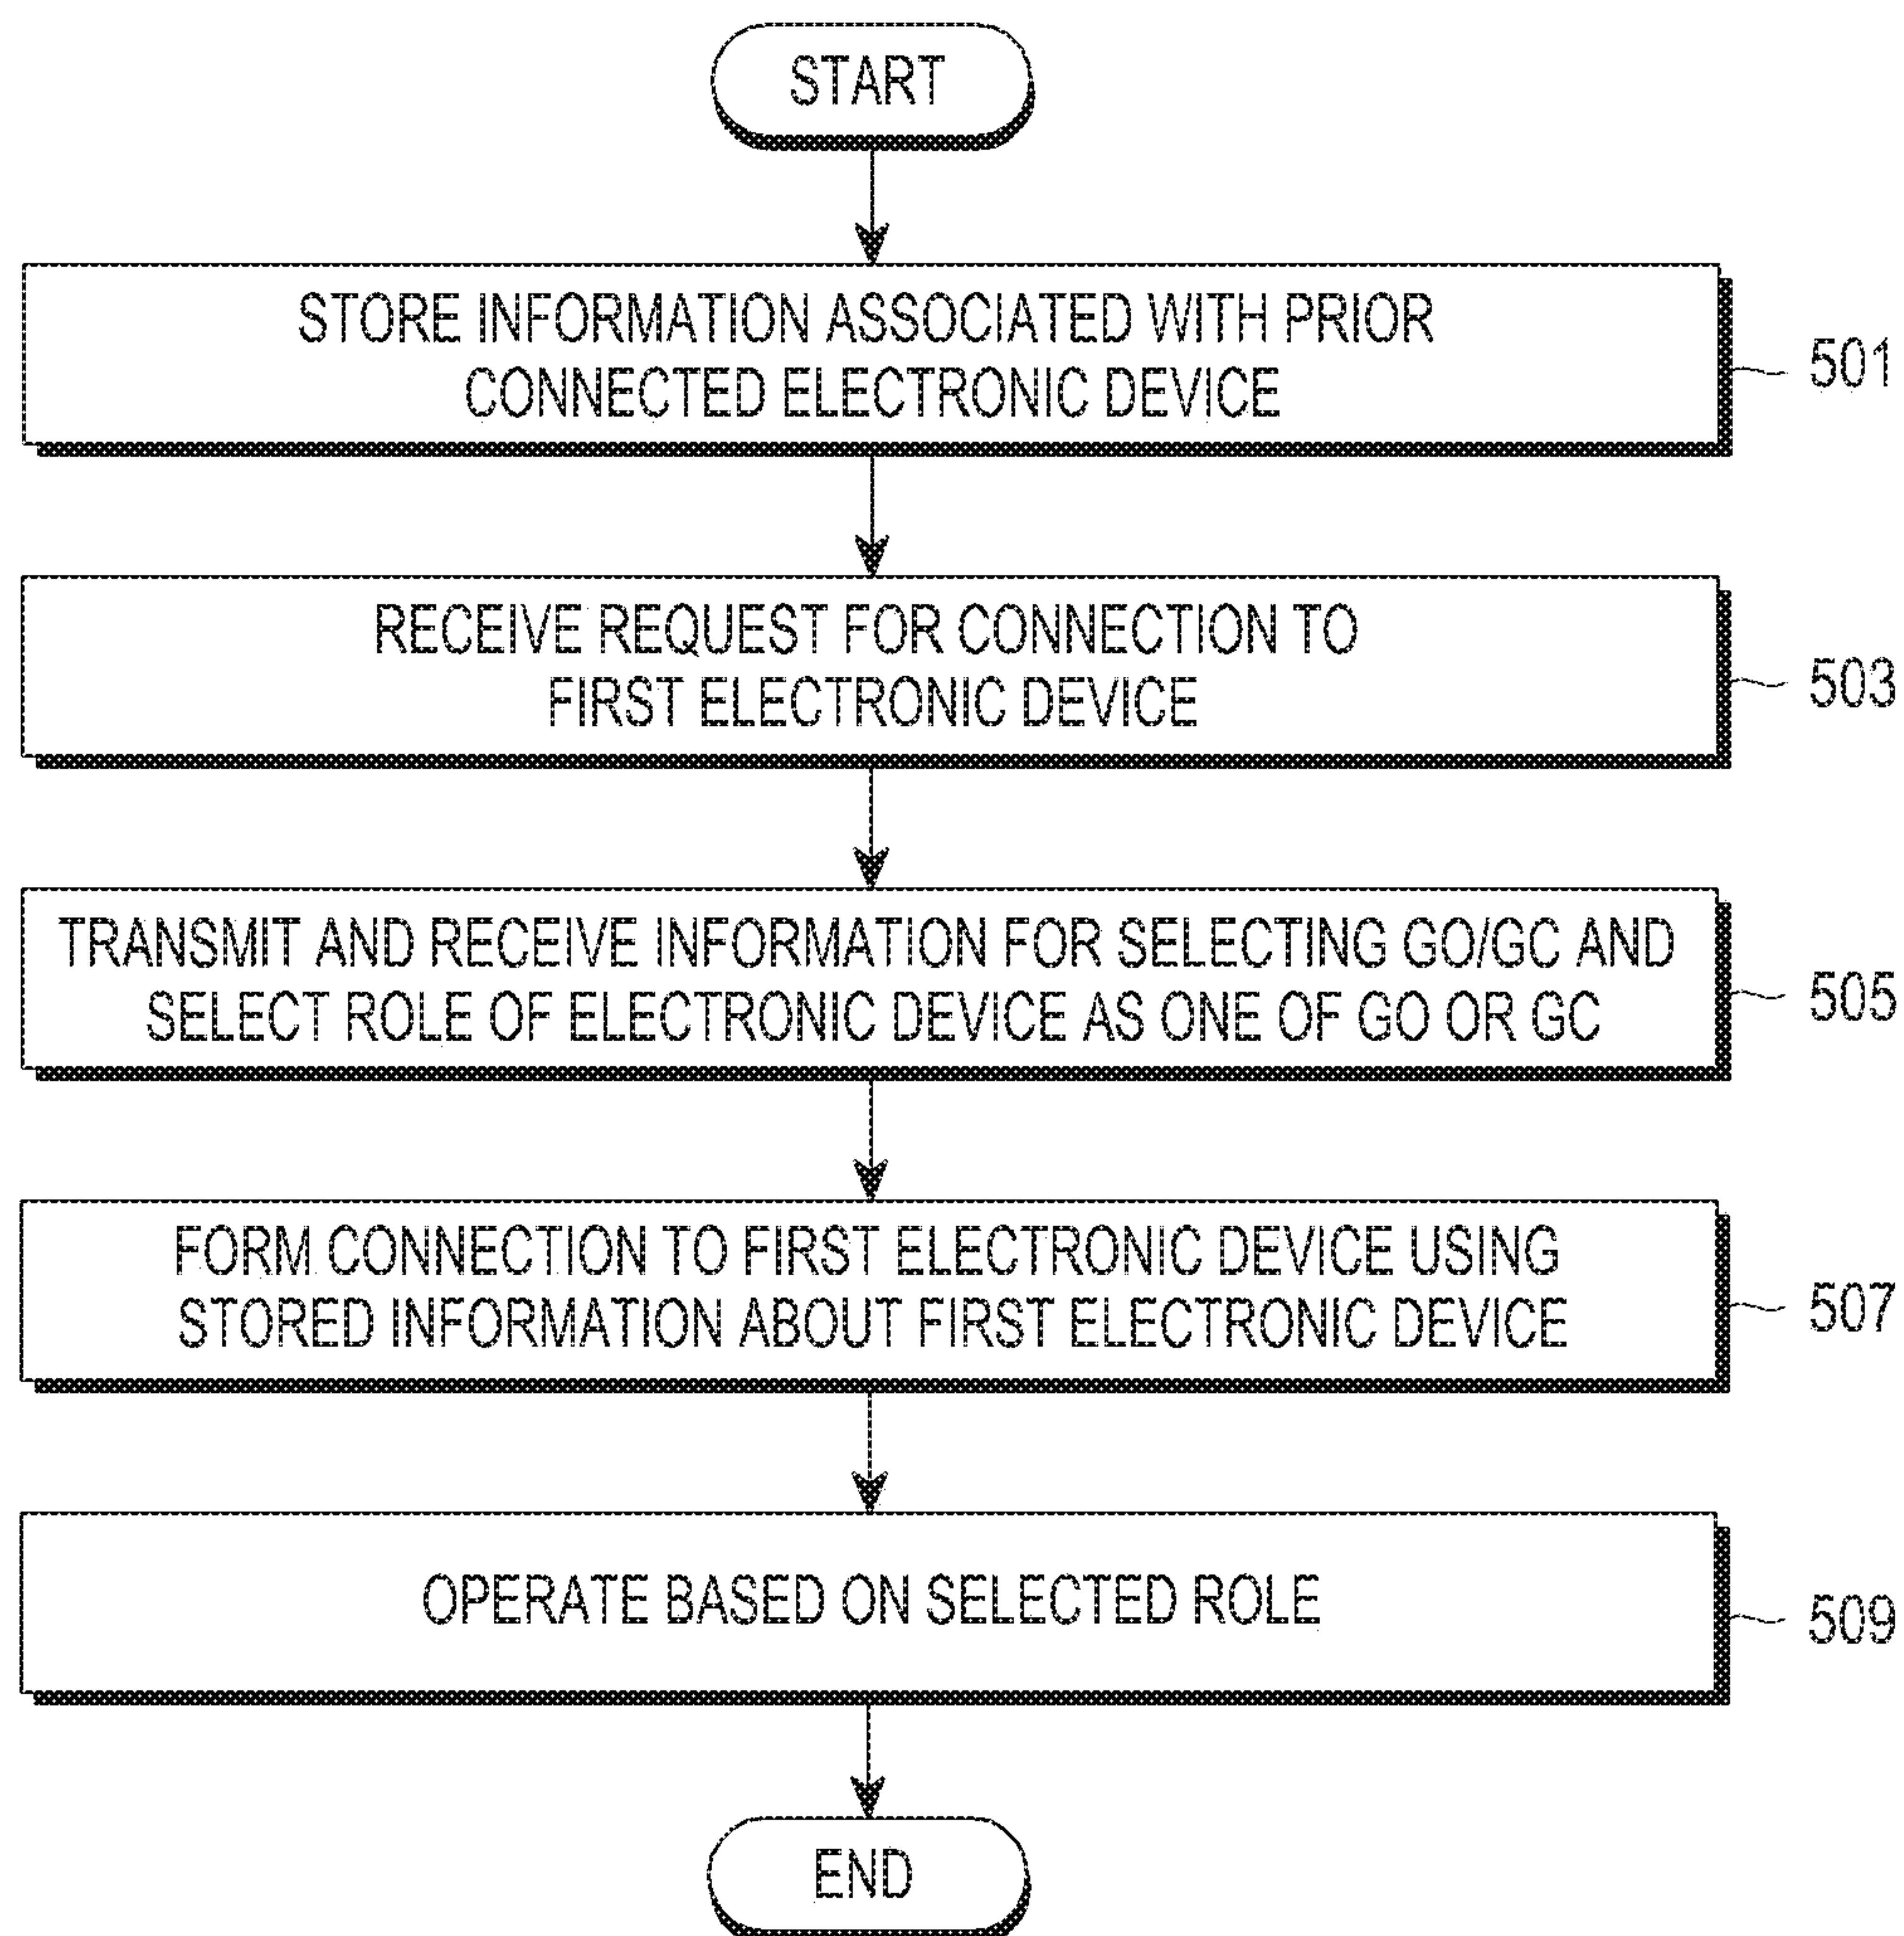 START
STORE INFORMATION ASSOCIATED WITH PRIOR
CONNECTED ELECTRONIC DEVICE
501
RECEIVE REQUEST FOR CONNECTION TO
FIRST ELECTRONIC DEVICE
503
TRANSMIT AND RECEIVE INFORMATION FOR SELECTING GO/GC AND
SELECT ROLE OF ELECTRONIC DEVICE AS ONE OF GO OR GC
505
FORM CONNECTION TO FIRST ELECTRONIC DEVICE USING
STORED INFORMATION ABOUT FIRST ELECTRONIC DEVICE
507
OPERATE BASED ON SELECTED ROLE
509
END